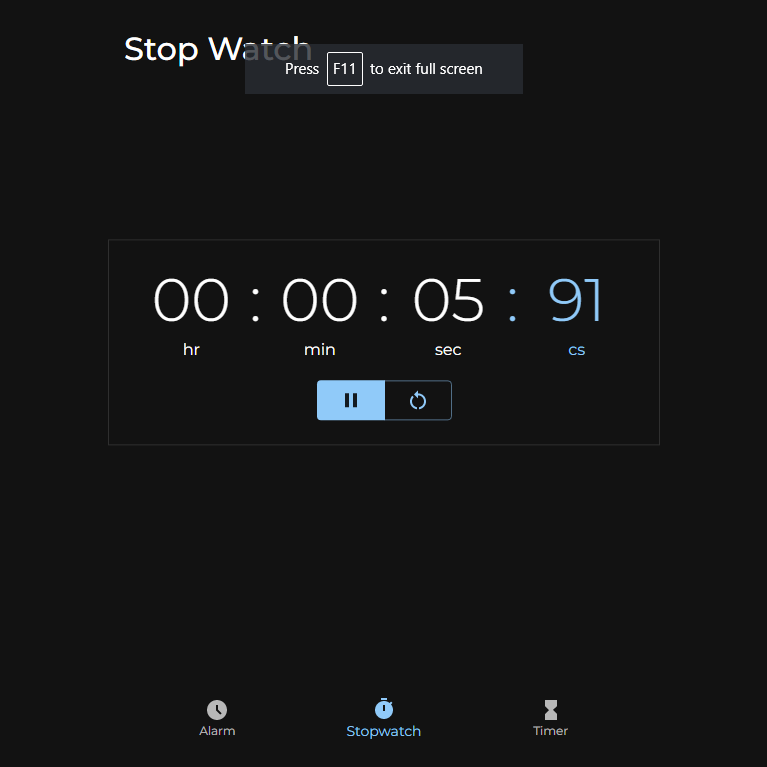 Stop Watch
Press F11 to exit full screen
00 : 00 : 05 : 91
hr min sec cs
Alarm Stopwatch Timer